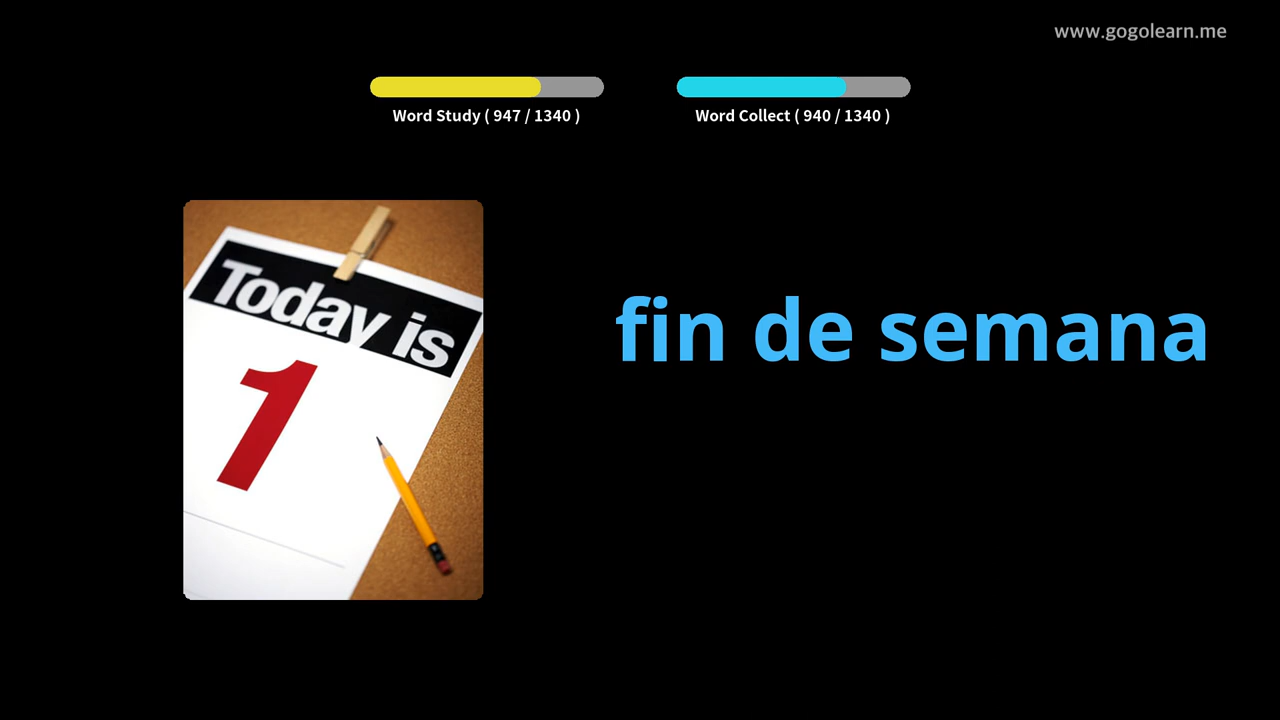 www.gogolearn.me
Word Study ( 947 / 1340 )
Word Collect ( 940 / 1340 )
Today is
1
fin de semana